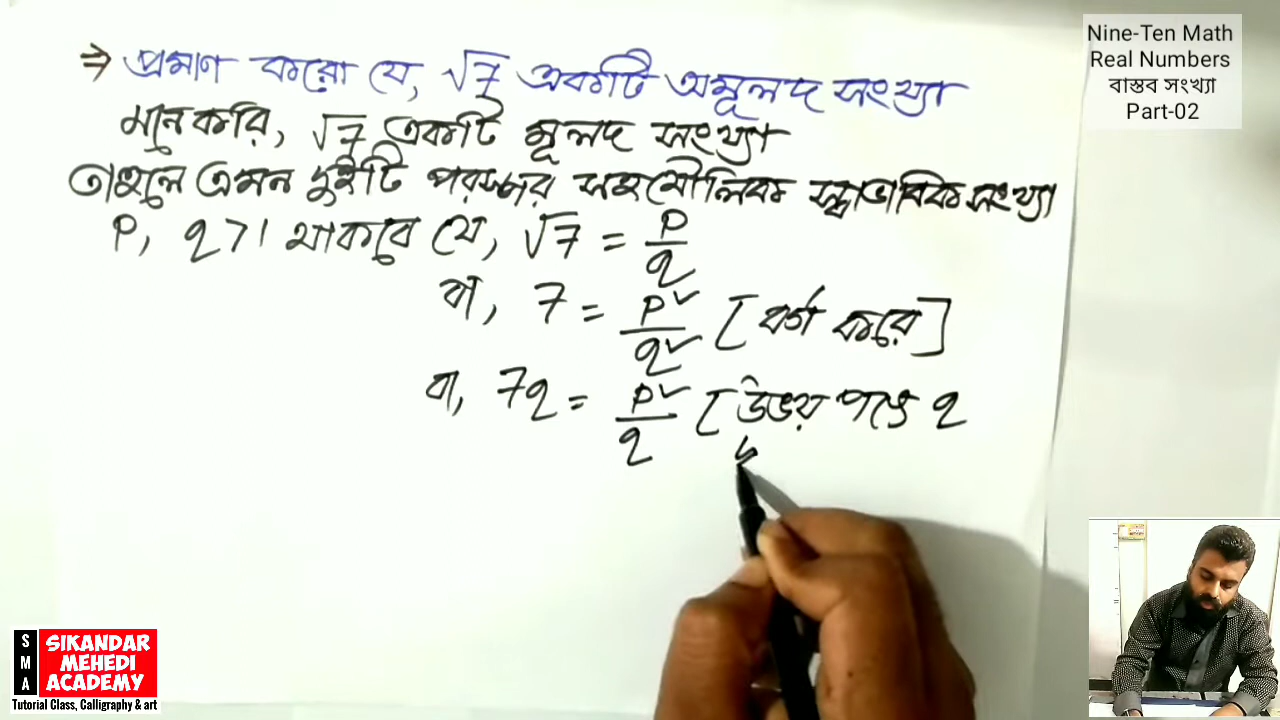 ⇒ প্রমাণ করো যে, √7 একটি অমূলদ সংখ্যা
মনেকরি, √7 একটি মূলদ সংখ্যা
তাহলে এমন দুইটি পরস্পর সহমৌলিক স্বাভাবিক সংখ্যা
P, q>1 থাকবে যে, √7 = P/q
বা, 7 = P²/q² [বর্গ করে]
বা, 7q = P²/q [উভয় পক্ষে q
Nine-Ten Math
Real Numbers
বাস্তব সংখ্যা
Part-02
SMA
SIKANDAR
MEHEDI
ACADEMY
Tutorial Class, Calligraphy & art